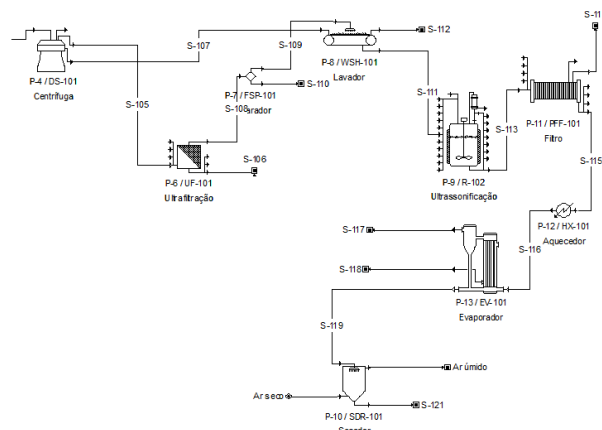 S-11
S-112
S-109
S-107
P-4 / DS-101
Centrífuga
P-8 / WSH-101
Lavador
P-7 / FSP-101
S-110
S-108
arador
S-105
S-111
S-113
P-11 / PFF-101
Filtro
S-106
S-115
P-6 / UF-101
Ultrafitração
P-9 / R-102
Ultrassonificação
P-12 / HX-101
Aquecedor
S-117
S-116
S-118
P-13 / EV-101
Evaporador
S-119
Ar úmido
Ar seco
S-121
P-10 / SDR-101